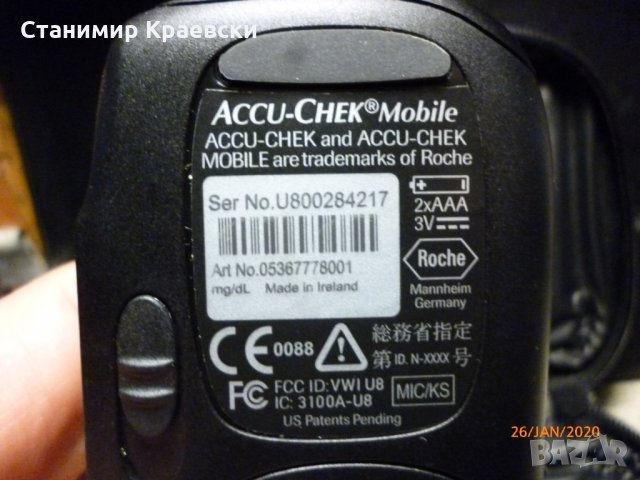 Станимир Краевски
ACCU-CHEK®Mobile
ACCU-CHEK and ACCU-CHEK
MOBILE are trademarks of Roche
Ser No.U800284217
Art No.05367778001
mg/dL Made in Ireland
2xAAA
3V
Roche
Mannheim
Germany
CE 0088
総務省指定
第 ID. N-XXXX 号
FC FCC ID:VWI U8
IC: 3100A-U8
MIC/KS
US Patents Pending
26/JAN/2020
BAZAR